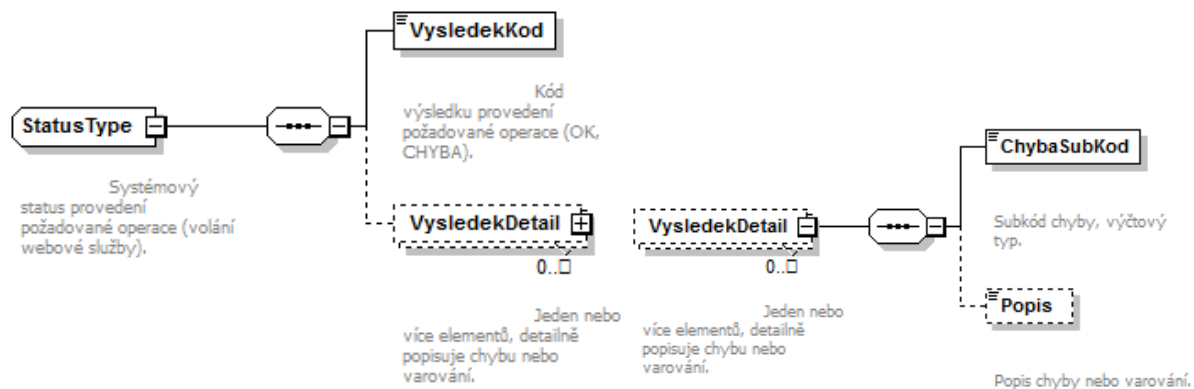 StatusType
Systémový
status provedení
požadované operace (volání
webové služby).
VysledekKod
Kód
výsledku provedení
požadované operace (OK,
CHYBA).
VysledekDetail
0..□
Jeden nebo
více elementů, detailně
popisuje chybu nebo
varování.
VysledekDetail
0..□
Jeden nebo
více elementů, detailně
popisuje chybu nebo
varování.
ChybaSubKod
Subkód chyby, výčtový
typ.
Popis
Popis chyby nebo varování.